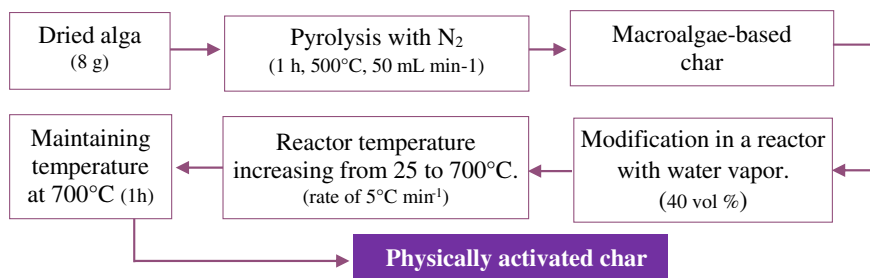 Dried alga
(8 g)
Pyrolysis with N₂
(1 h, 500°C, 50 mL min-1)
Macroalgae-based
char
Modification in a reactor
with water vapor.
(40 vol %)
Reactor temperature
increasing from 25 to 700°C.
(rate of 5°C min⁻¹)
Maintaining
temperature
at 700°C (1h)
Physically activated char